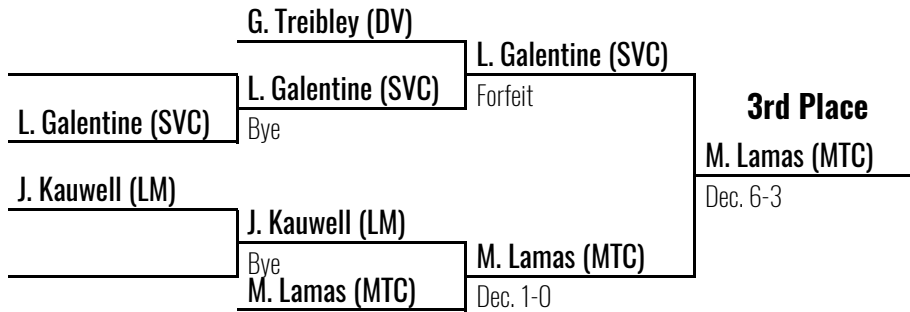 G. Treibley (DV)
L. Galentine (SVC)
L. Galentine (SVC)
Forfeit
3rd Place
L. Galentine (SVC)
Bye
M. Lamas (MTC)
J. Kauwell (LM)
Dec. 6-3
J. Kauwell (LM)
Bye
M. Lamas (MTC)
M. Lamas (MTC)
Dec. 1-0